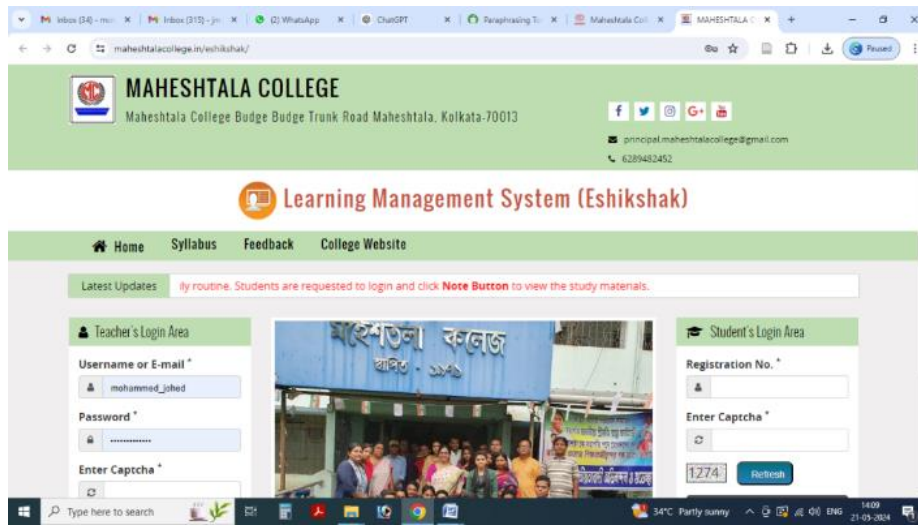 Inbox (315) - jm
(2) WhatsApp
ChatGPT
Paraphrasing To
Maheshtala Coll
MAHESHTALA C
maheshtalacollege.in/eshikshak/
Paused
MAHESHTALA COLLEGE
Maheshtala College Budge Budge Trunk Road Maheshtala, Kolkata-70013
principal.maheshtalacollege@gmail.com
6289482452
Learning Management System (Eshikshak)
Home Syllabus Feedback College Website
Latest Updates ily routine. Students are requested to login and click Note Button to view the study materials.
Teacher's Login Area
Username or E-mail *
mohammed_johed
Password *
Enter Captcha *
মহেশতলা কলেজ
স্থাপিত - ১৯৭১
Student's Login Area
Registration No. *
Enter Captcha *
1274 Refresh
Type here to search
34°C Partly sunny
ENG
14:09
21-05-2024